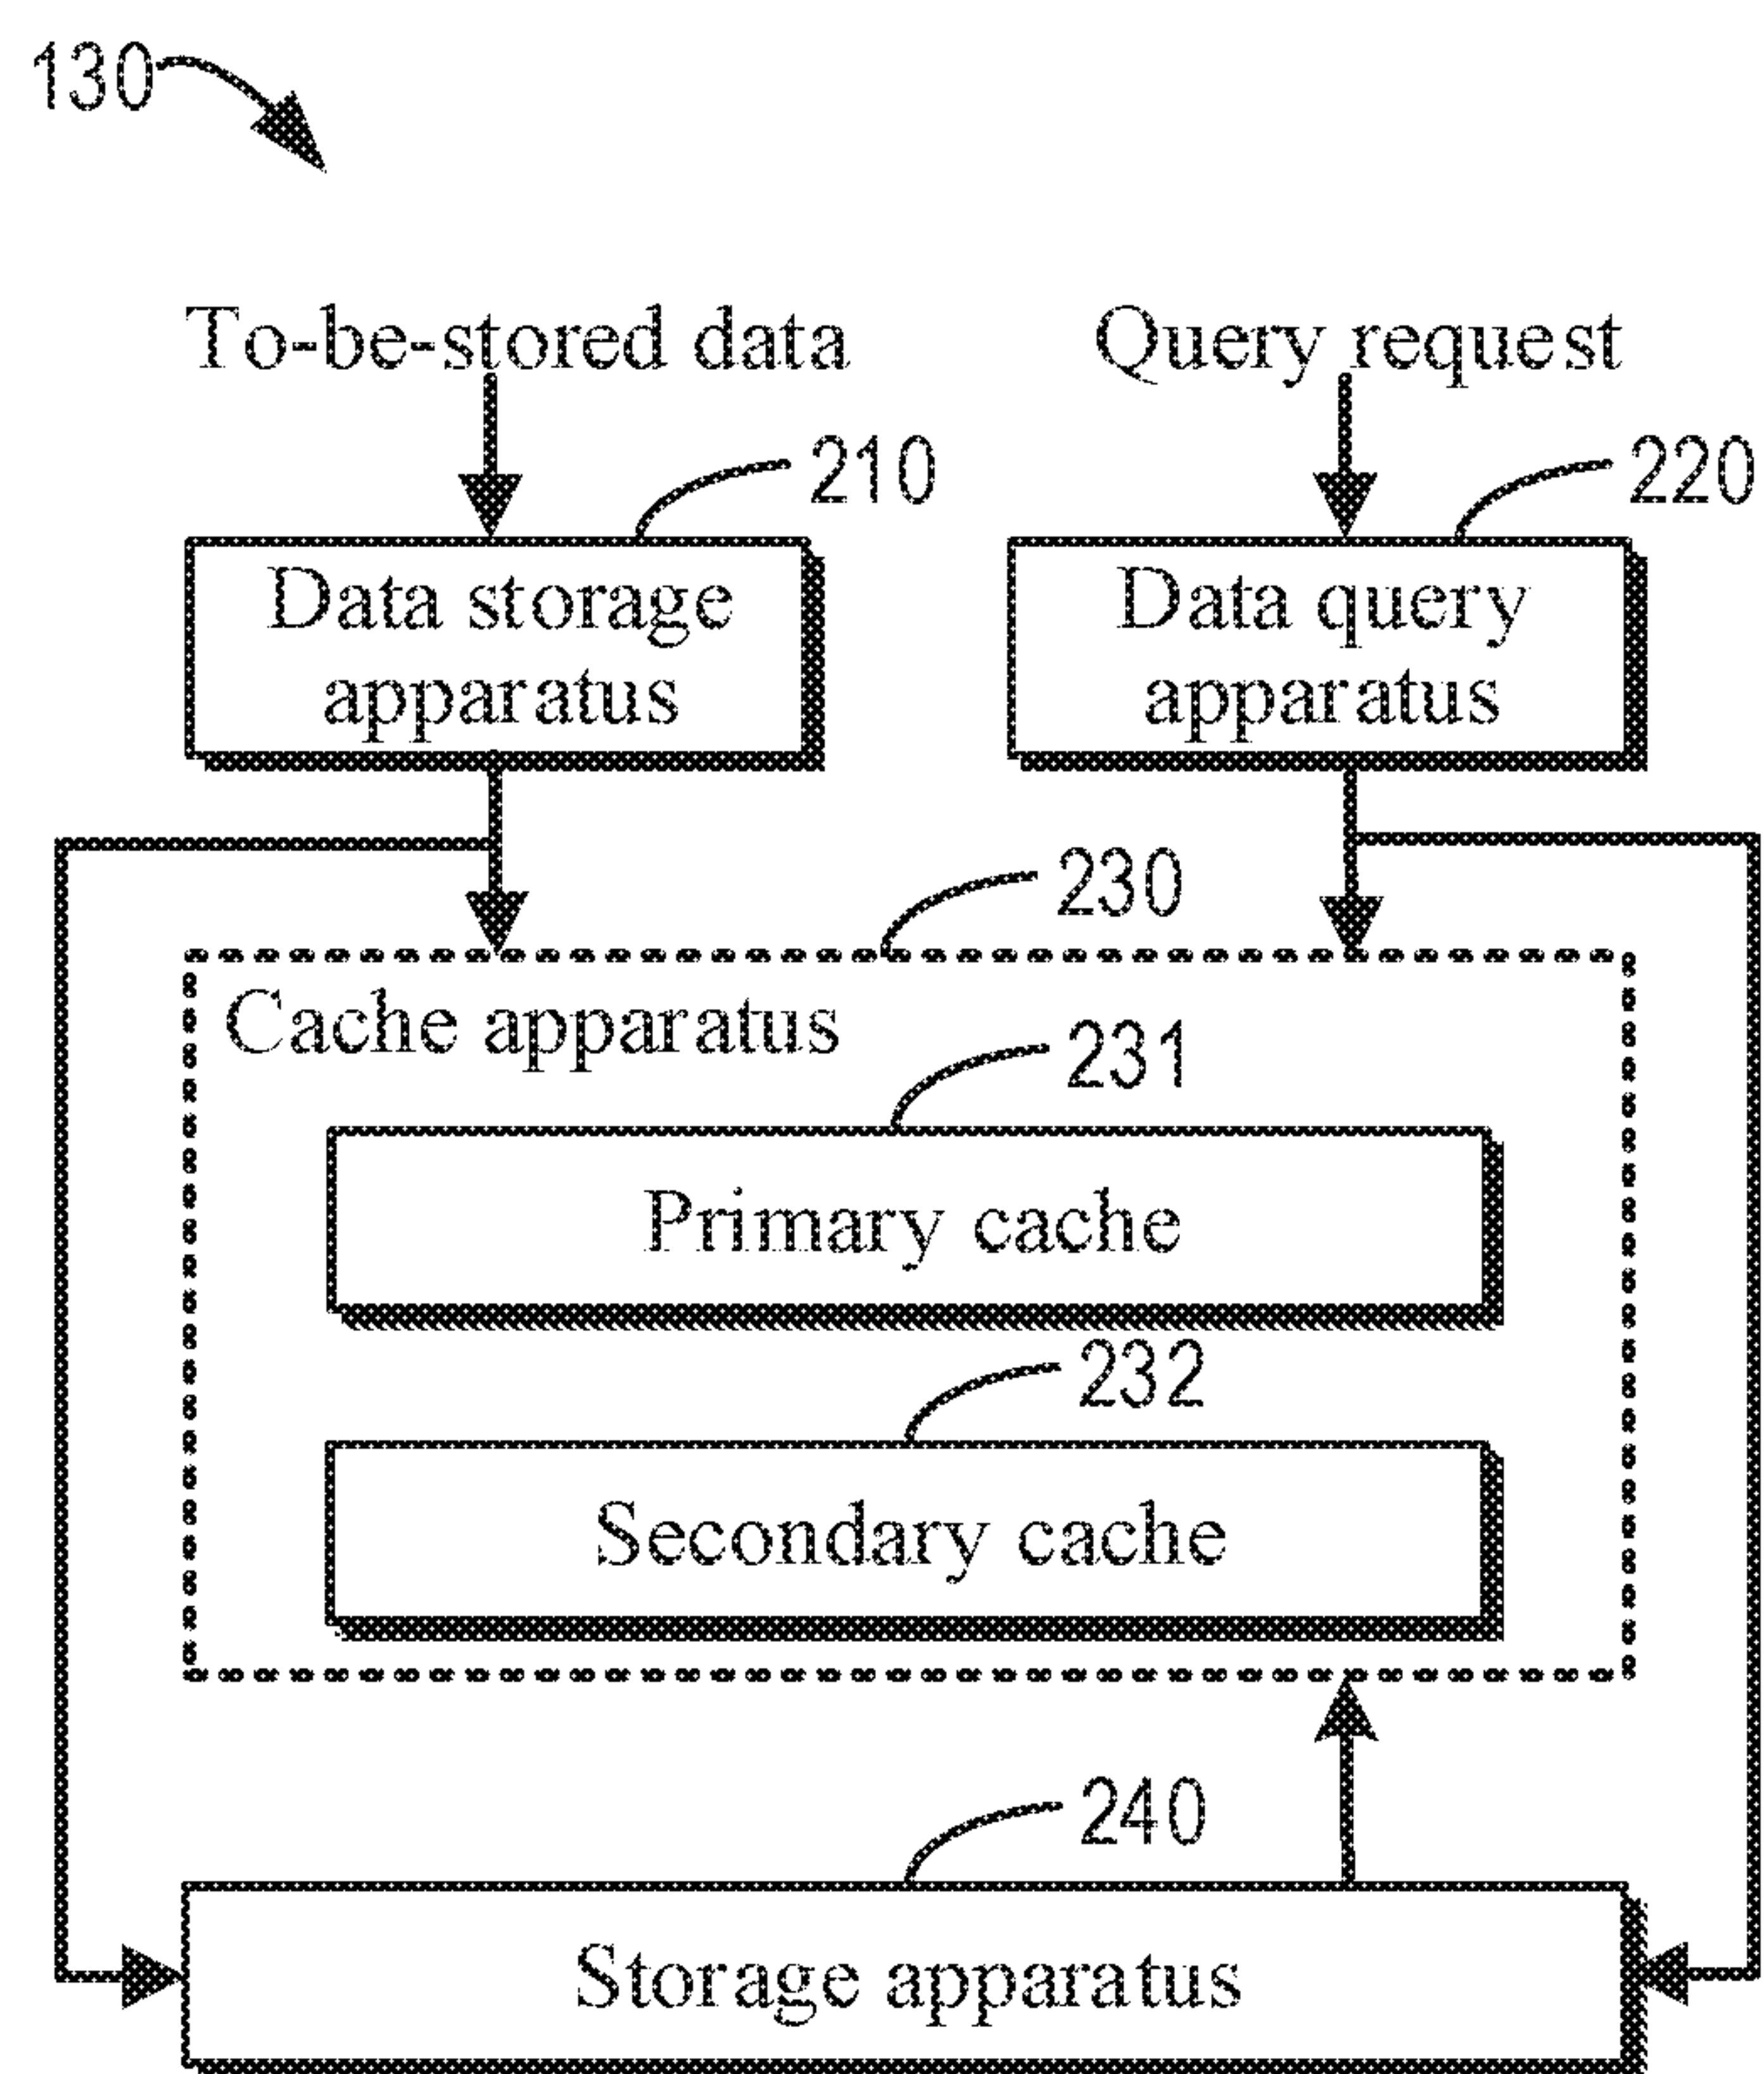 130
To-be-stored data
Query request
210
220
Data storage
apparatus
Data query
apparatus
230
Cache apparatus
231
Primary cache
232
Secondary cache
240
Storage apparatus